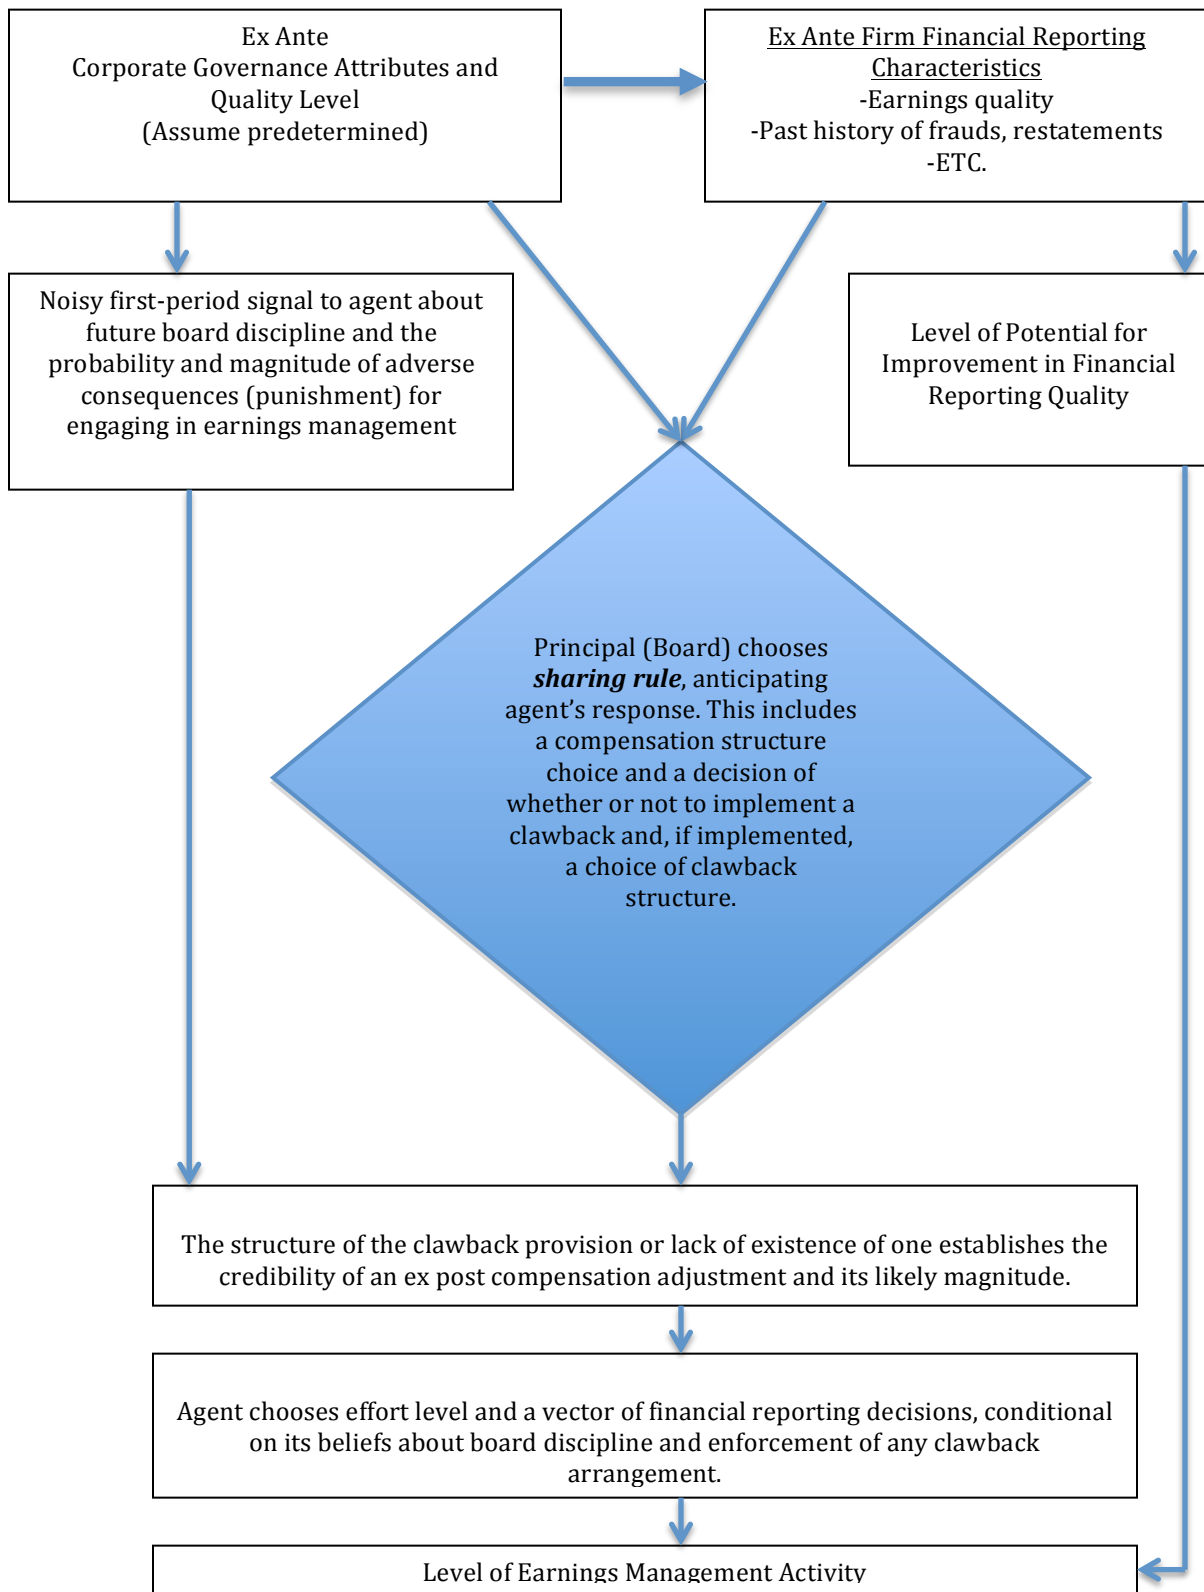 Ex Ante
Corporate Governance Attributes and
Quality Level
(Assume predetermined)
Ex Ante Firm Financial Reporting
Characteristics
-Earnings quality
-Past history of frauds, restatements
-ETC.
Noisy first-period signal to agent about
future board discipline and the
probability and magnitude of adverse
consequences (punishment) for
engaging in earnings management
Level of Potential for
Improvement in Financial
Reporting Quality
Principal (Board) chooses
sharing rule, anticipating
agent’s response. This includes
a compensation structure
choice and a decision of
whether or not to implement a
clawback and, if implemented,
a choice of clawback
structure.
The structure of the clawback provision or lack of existence of one establishes the
credibility of an ex post compensation adjustment and its likely magnitude.
Agent chooses effort level and a vector of financial reporting decisions, conditional
on its beliefs about board discipline and enforcement of any clawback
arrangement.
Level of Earnings Management Activity